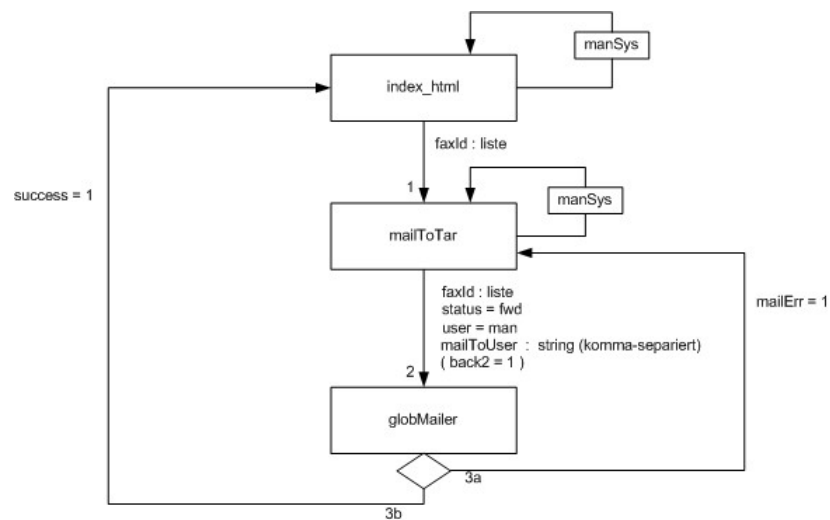 manSys
index_html
faxId : liste
success = 1
1
manSys
mailToTar
faxId : liste
status = fwd
user = man
mailToUser : string (komma-separiert)
( back2 = 1 )
mailErr = 1
2
globMailer
3a
3b